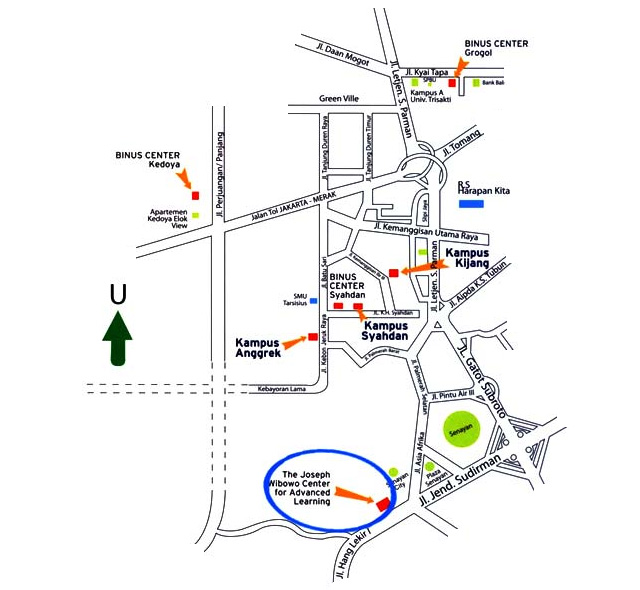 BINUS CENTER
Grogol
Jl. Daan Mogot
Jl. Kyai Tapa
SPBU
Bank Bali
Kampus A
Univ. Trisakti
Jl. Letjen. S. Parman
Green Ville
Jl. Tomang
Jl. Tanjung Duren Raya
Jl. Tanjung Duren Timur
BINUS CENTER
Kedoya
Jl. Perjuangan/ Panjang
R.S
Harapan Kita
Apartemen
Kedoya Elok
View
Jalan Tol JAKARTA - MERAK
Slipi Jaya
Jl. Kemanggisan Utama Raya
Kampus
Kijang
Jl. Letjen. S. Parman
Jl. Aipda K.S. Tubun
U
Jl. Batu Sari
BINUS
CENTER
Syahdan
SMU
Tarsisius
Jl. K.H. Syahdan
Kampus
Syahdan
Kampus
Anggrek
Jl. Kebon Jeruk Raya
Jl. Palmerah Barat
Jl. Palmerah Selatan
JL. Gatot Subroto
Kebayoran Lama
Jl. Pintu Air III
Senayan
Jl. Asia Afrika
Plaza
Senayan
City
The Joseph
Wibowo Center
for Advanced
Learning
Jl. Jend. Sudirman
Jl. Hang Lekir I